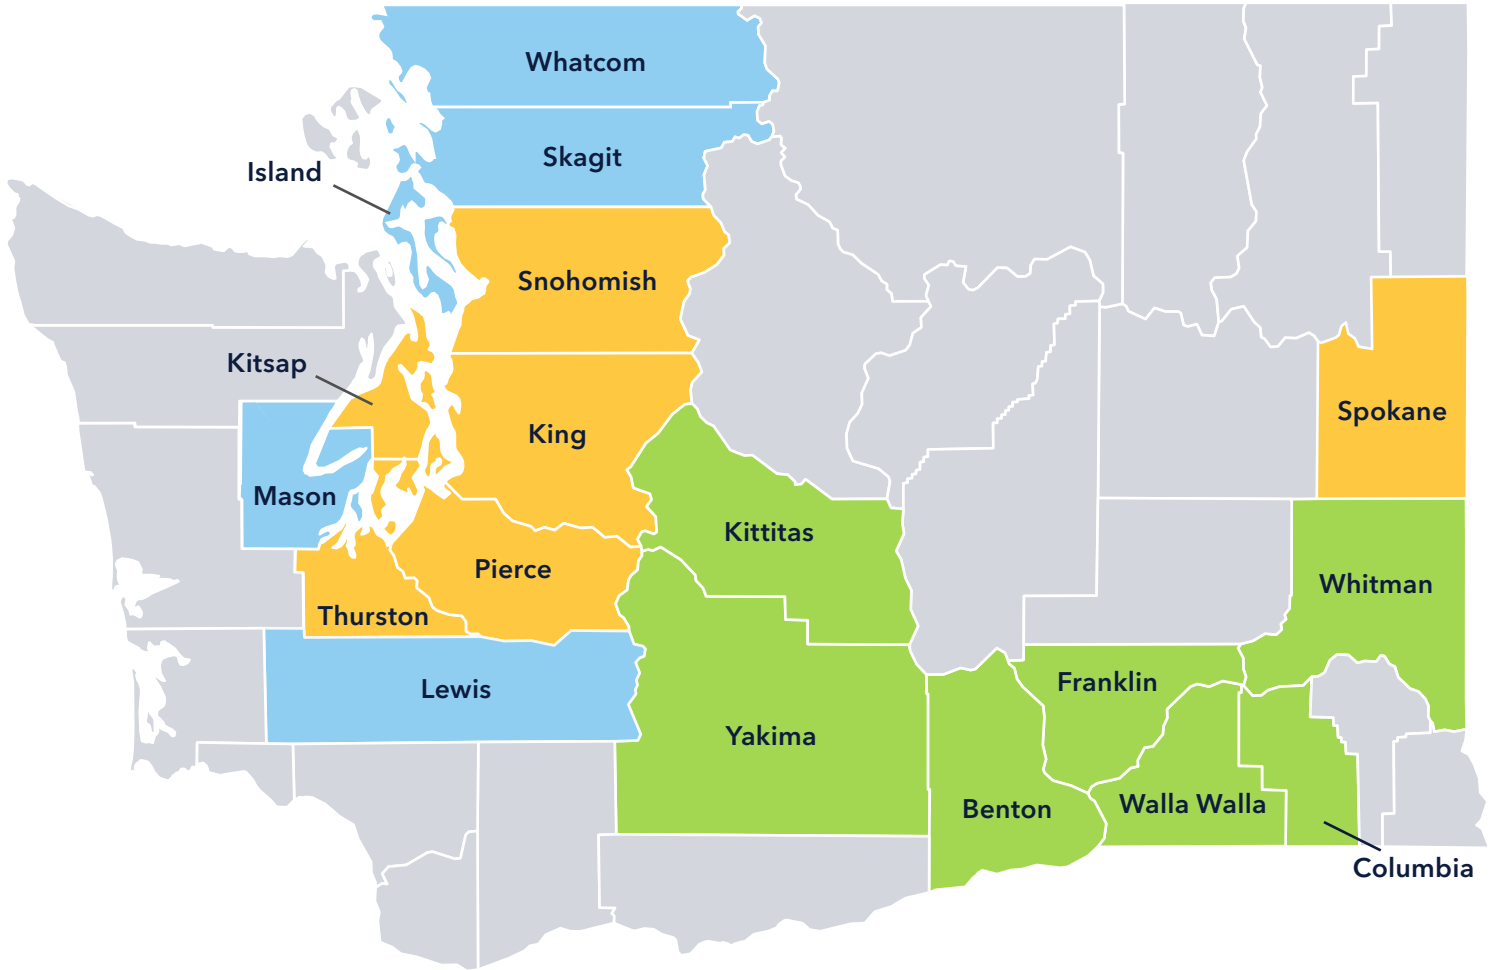 Whatcom
Skagit
Island
Snohomish
Kitsap
Spokane
King
Mason
Kittitas
Pierce
Whitman
Thurston
Franklin
Lewis
Yakima
Walla Walla
Benton
Columbia